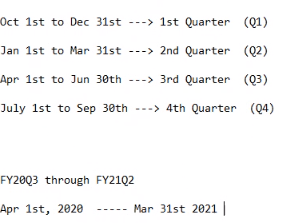 Oct 1st to Dec 31st ---> 1st Quarter  (Q1)
Jan 1st to Mar 31st ---> 2nd Quarter  (Q2)
Apr 1st to Jun 30th ---> 3rd Quarter  (Q3)
July 1st to Sep 30th ---> 4th Quarter  (Q4)
FY20Q3 through FY21Q2
Apr 1st, 2020  ----- Mar 31st 2021